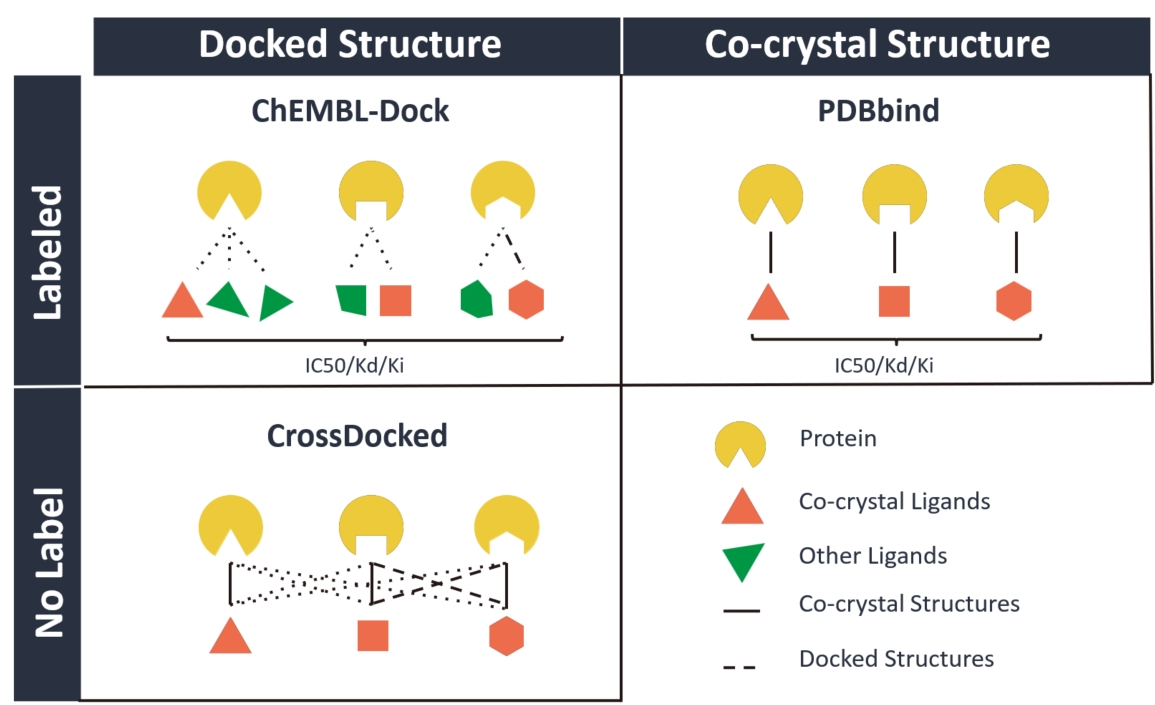 Docked Structure
Co-crystal Structure
Labeled
ChEMBL-Dock
PDBbind
IC50/Kd/Ki
IC50/Kd/Ki
No Label
CrossDocked
Protein
Co-crystal Ligands
Other Ligands
Co-crystal Structures
Docked Structures